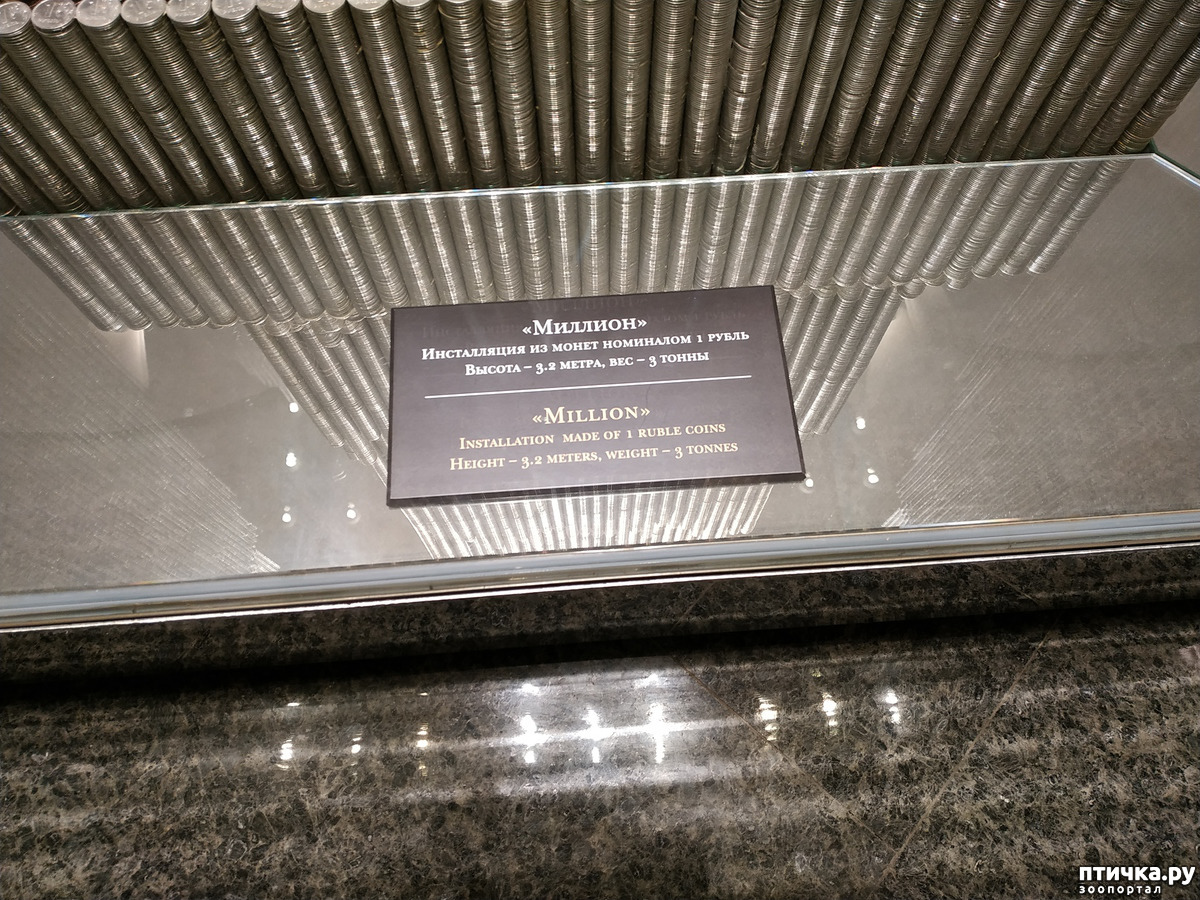 «Миллион»
Инсталляция из монет номиналом 1 рубль
Высота – 3.2 метра, вес – 3 тонны
«Million»
Installation made of 1 ruble coins
Height – 3.2 meters, weight – 3 tonnes
птичка.ру
зоопортал